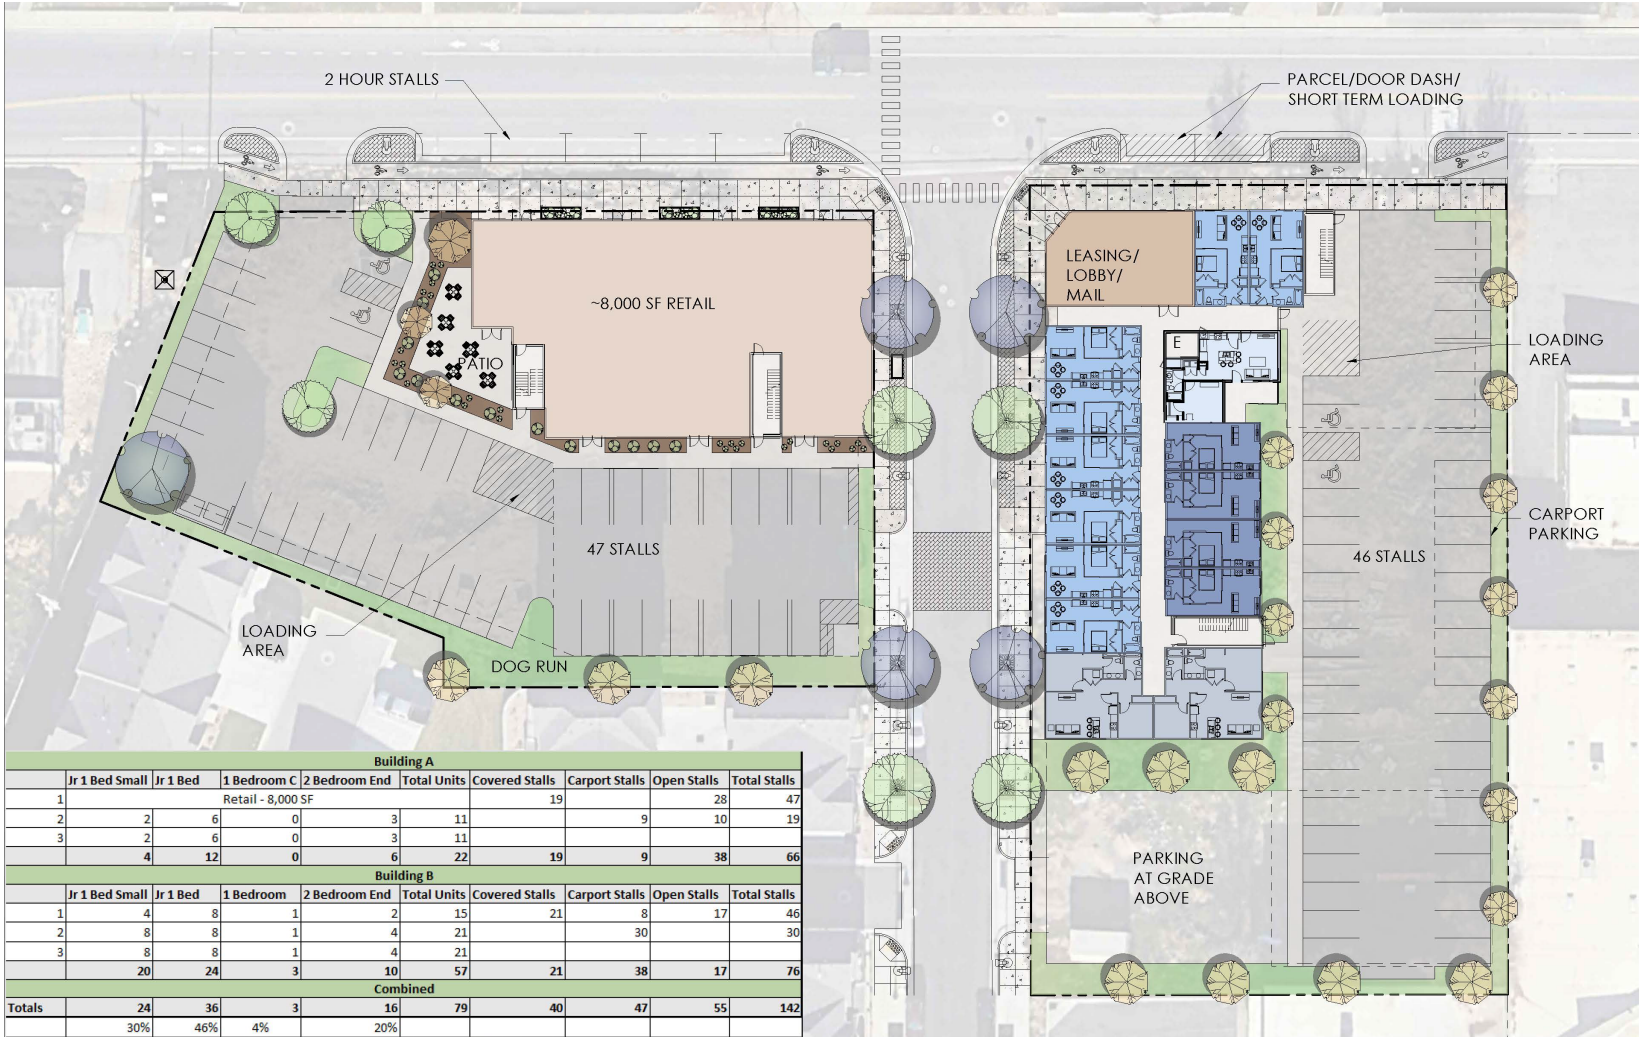 2 HOUR STALLS
PARCEL/DOOR DASH/
SHORT TERM LOADING
LEASING/
LOBBY/
MAIL
~8,000 SF RETAIL
E
LOADING
AREA
PATIO
CARPORT
PARKING
47 STALLS
46 STALLS
LOADING
AREA
DOG RUN
PARKING
AT GRADE
ABOVE
Building A
Jr 1 Bed Small Jr 1 Bed 1 Bedroom C 2 Bedroom End Total Units Covered Stalls Carport Stalls Open Stalls Total Stalls
1 Retail - 8,000 SF 19 28 47
2 2 6 0 3 11 9 10 19
3 2 6 0 3 11
4 12 0 6 22 19 9 38 66
Building B
Jr 1 Bed Small Jr 1 Bed 1 Bedroom 2 Bedroom End Total Units Covered Stalls Carport Stalls Open Stalls Total Stalls
1 4 8 1 2 15 21 8 17 46
2 8 8 1 4 21 30 30
3 8 8 1 4 21
20 24 3 10 57 21 38 17 76
Combined
Totals 24 36 3 16 79 40 47 55 142
30% 46% 4% 20%